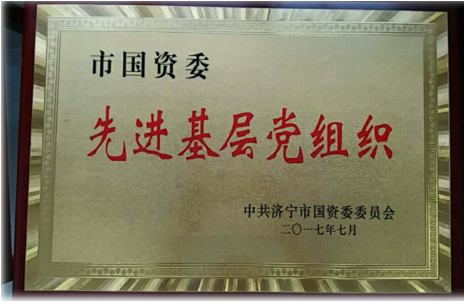 市国资委
先进基层党组织
中共济宁市国资委委员会
二〇一七年七月